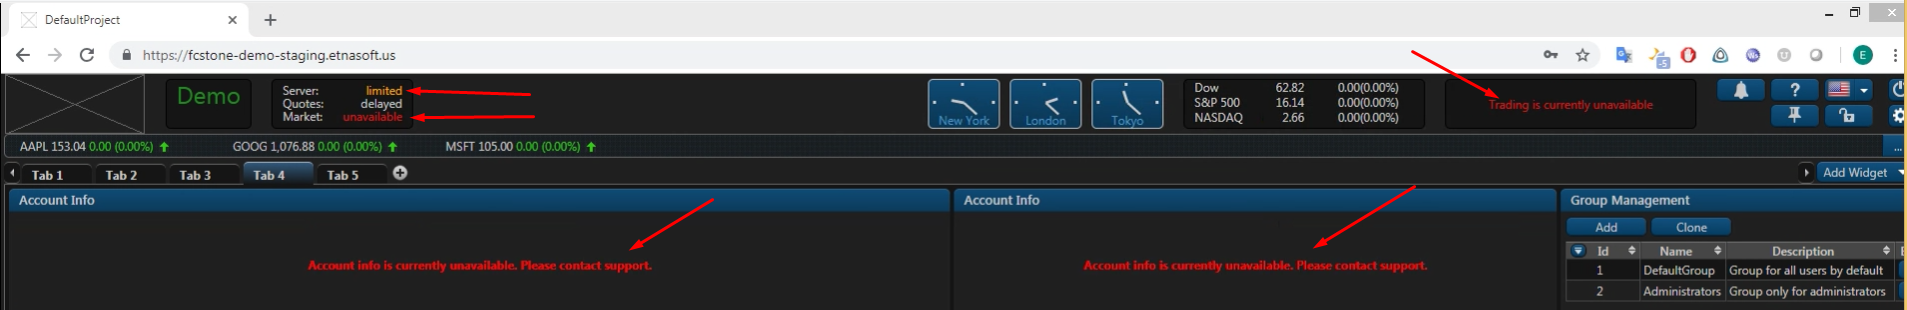 DefaultProject
https://fcstone-demo-staging.etnasoft.us
-5
E
Demo
Server: limited
Quotes: delayed
Market: unavailable
New York
London
Tokyo
Dow 62.82 0.00(0.00%)
S&P 500 16.14 0.00(0.00%)
NASDAQ 2.66 0.00(0.00%)
Trading is currently unavailable
?
AAPL 153.04 0.00 (0.00%) GOOG 1,076.88 0.00 (0.00%) MSFT 105.00 0.00 (0.00%)
...
Tab 1 Tab 2 Tab 3 Tab 4 Tab 5
Add Widget
Account Info
Account info is currently unavailable. Please contact support.
Account Info
Account info is currently unavailable. Please contact support.
Group Management
Add Clone
Id Name Description
1 DefaultGroup Group for all users by default
2 Administrators Group only for administrators